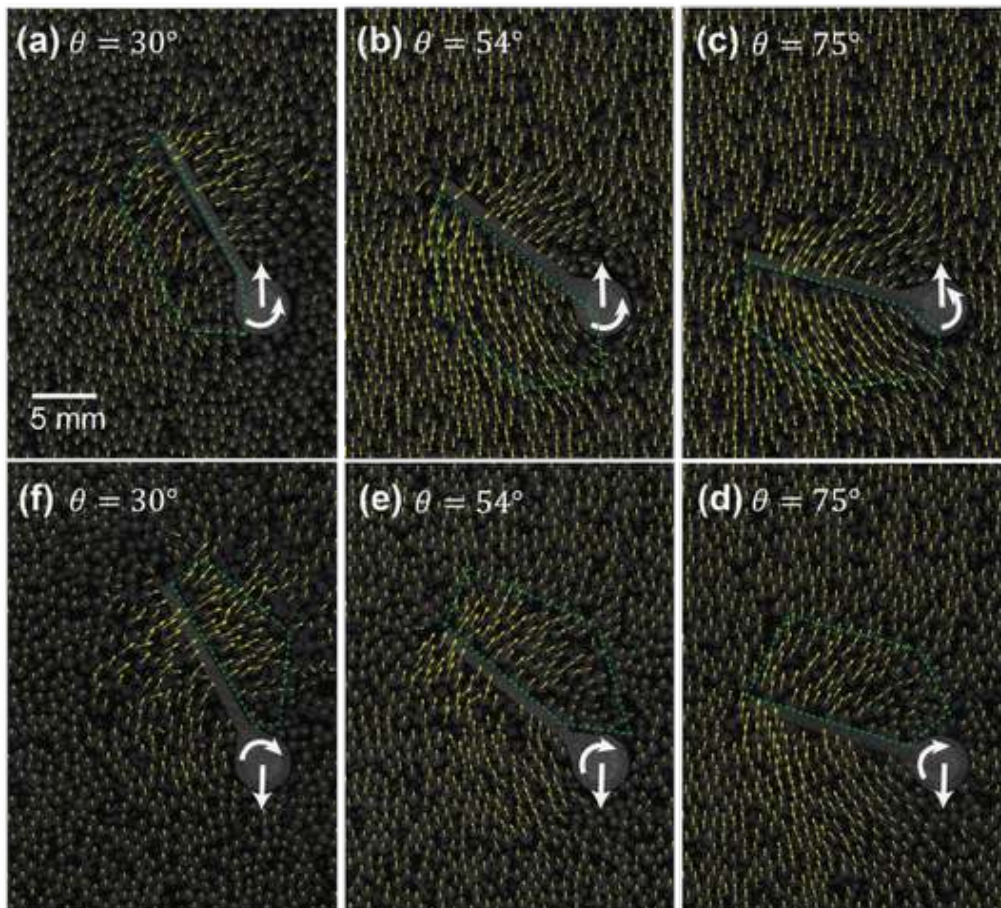 (a) θ = 30°
(b) θ = 54°
(c) θ = 75°
5 mm
(f) θ = 30°
(e) θ = 54°
(d) θ = 75°